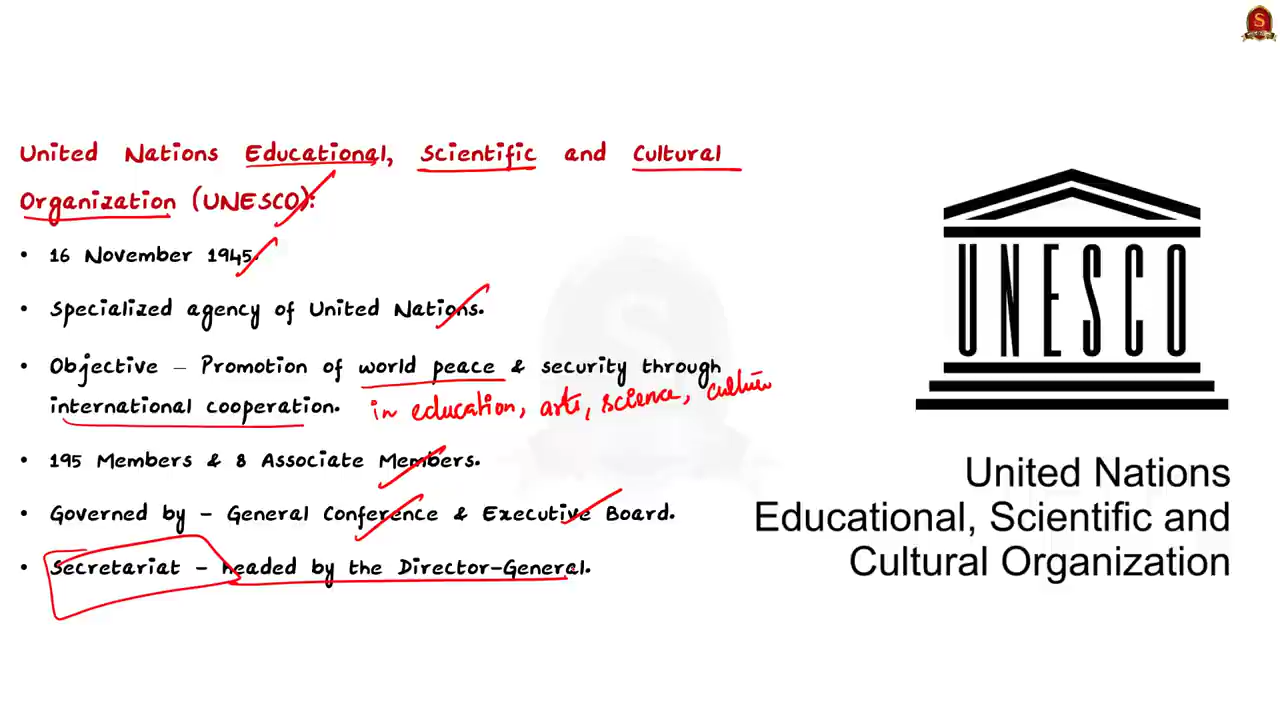 United Nations Educational, Scientific and Cultural
Organization (UNESCO):
• 16 November 1945.
• Specialized agency of United Nations.
• Objective – Promotion of world peace & security through
international cooperation. in education, arts, science, culture
• 195 Members & 8 Associate Members.
• Governed by – General Conference & Executive Board.
• Secretariat – headed by the Director-General.
UNESCO
United Nations
Educational, Scientific and
Cultural Organization
S
S